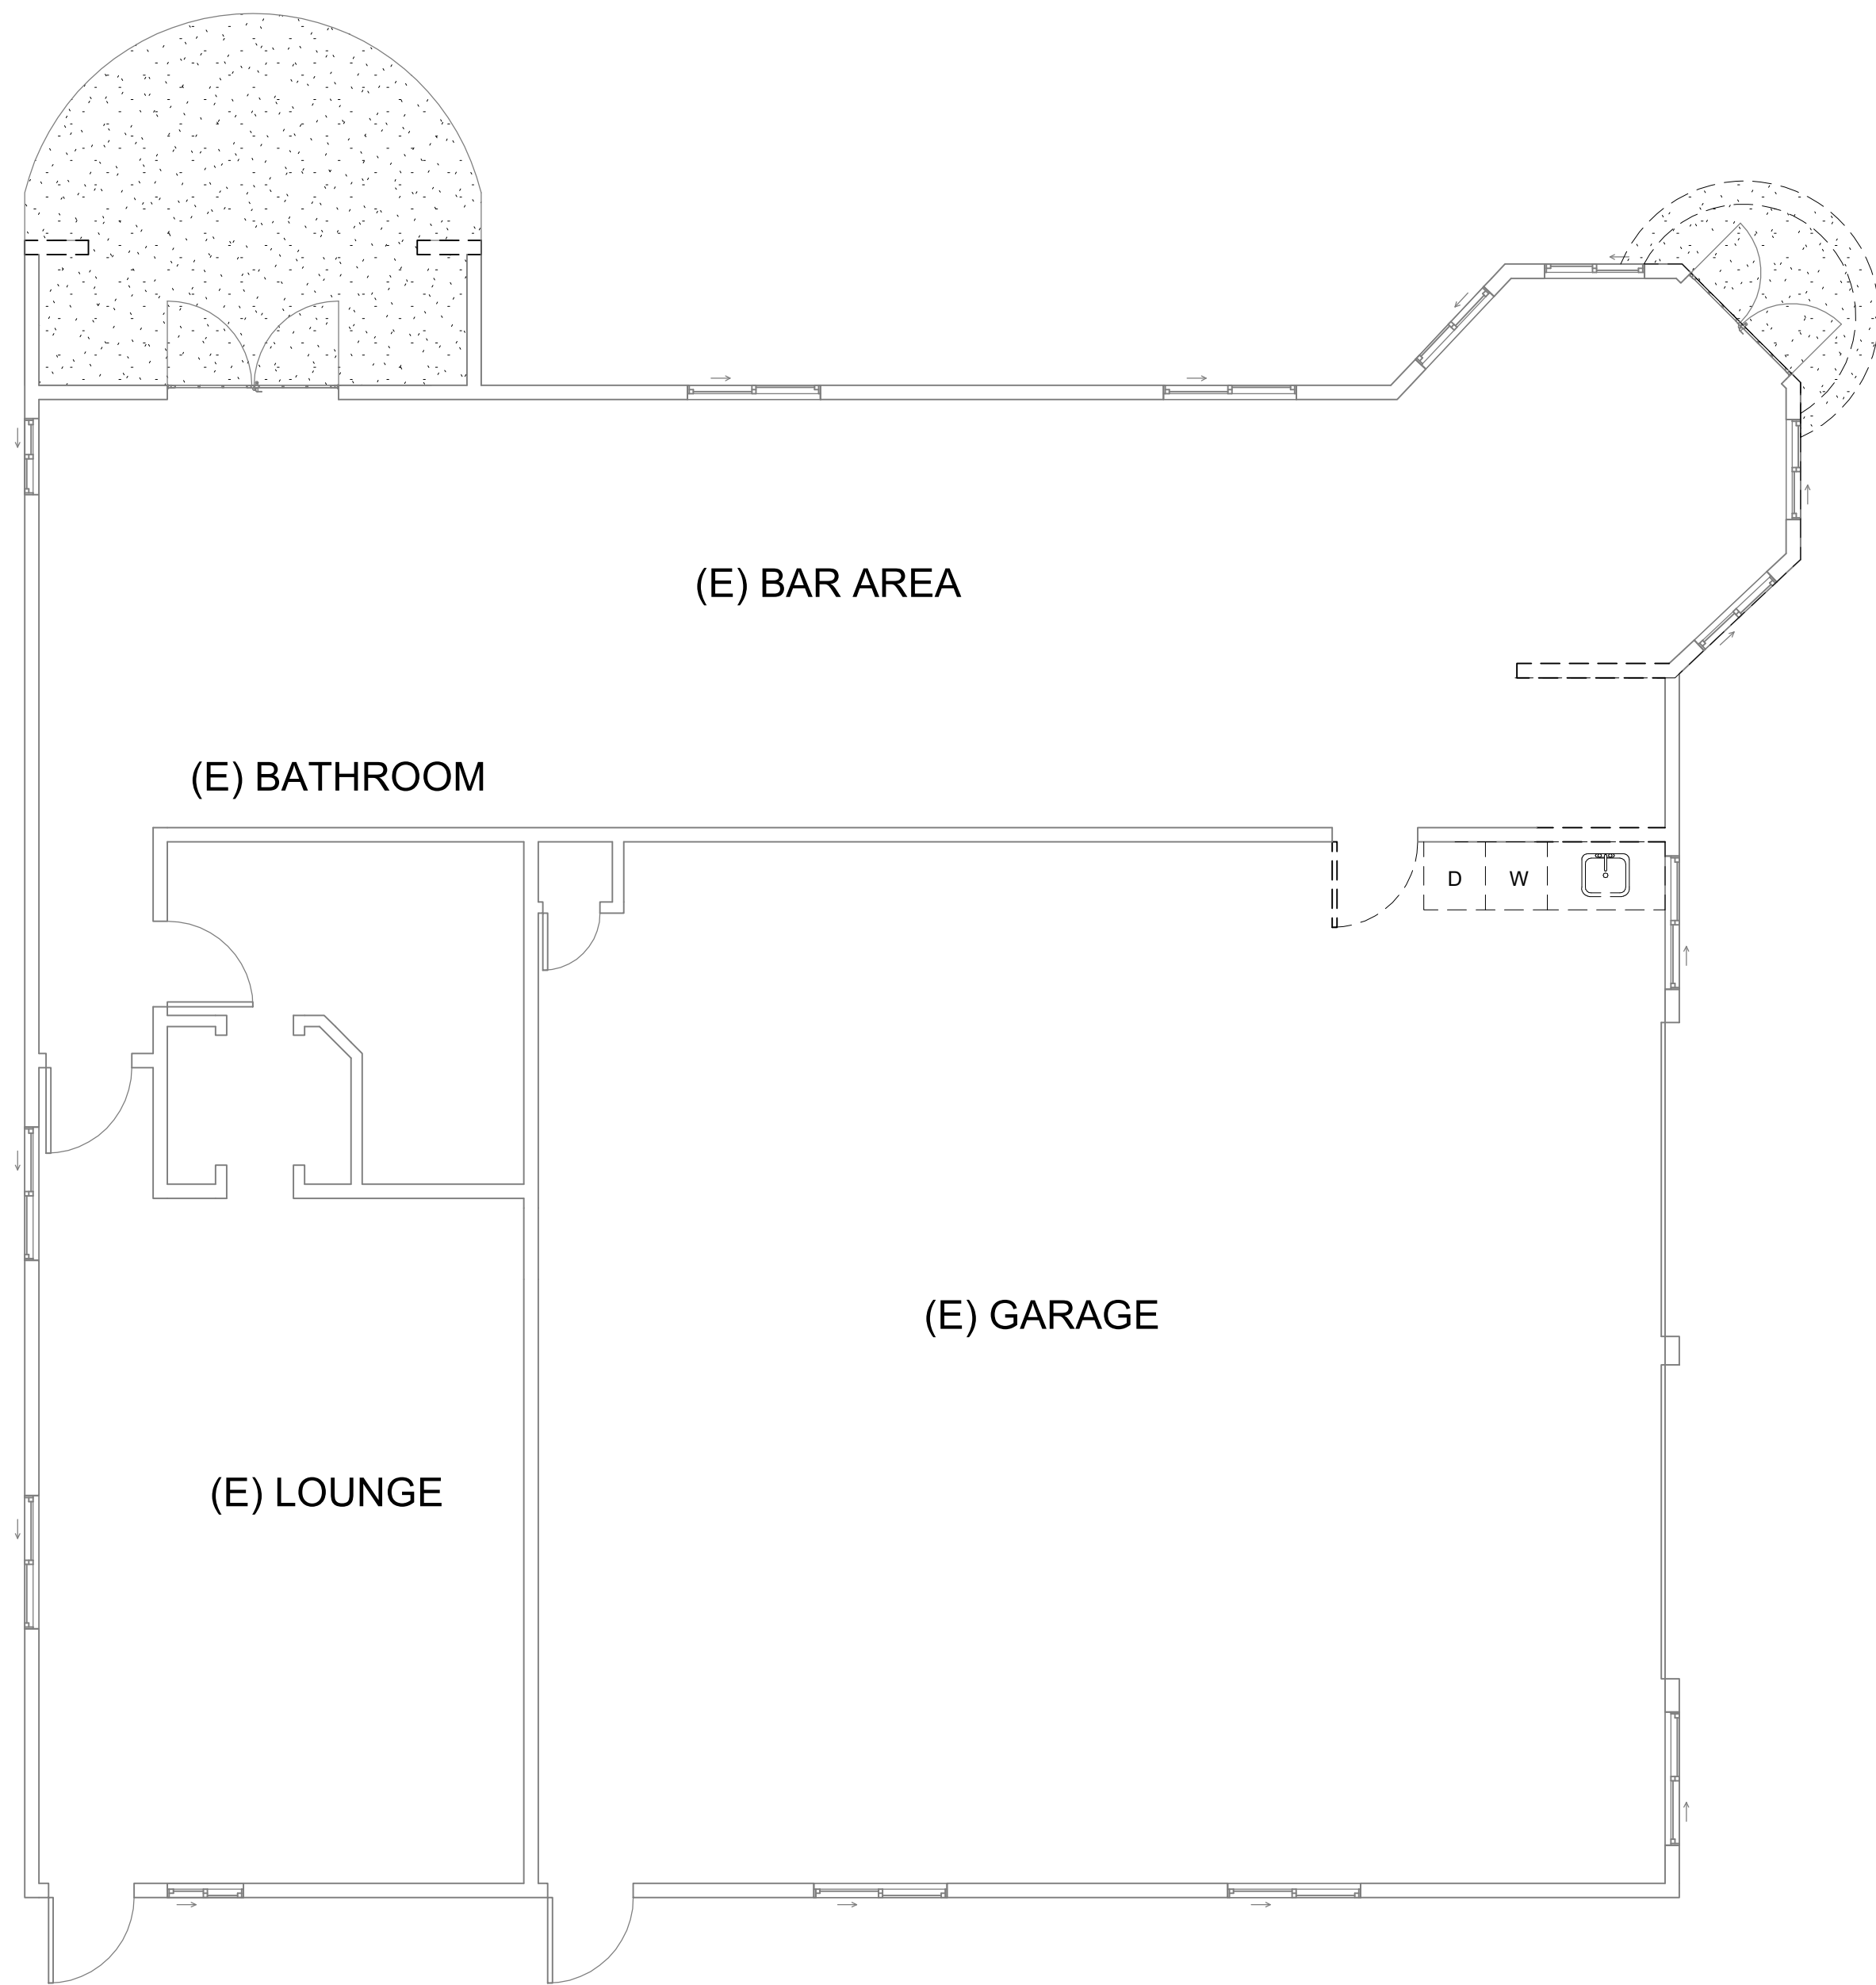 (E) BAR AREA
(E) BATHROOM
D W
(E) GARAGE
(E) LOUNGE